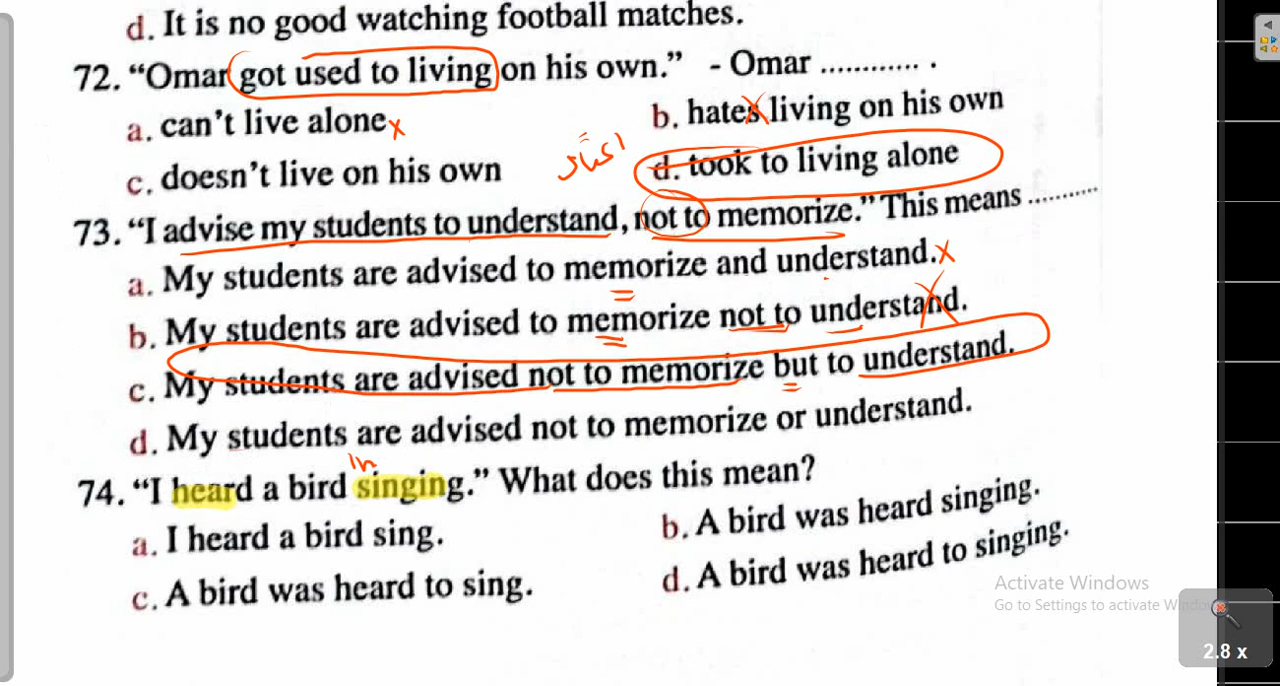 d. It is no good watching football matches.
72. “Omar got used to living on his own.” - Omar ............ .
a. can't live alone x
b. hates living on his own
c. doesn't live on his own
اعتاد
d. took to living alone
73. “I advise my students to understand, not to memorize.” This means ..........
a. My students are advised to memorize and understand. x
b. My students are advised to memorize not to understand.
c. My students are advised not to memorize but to understand.
d. My students are advised not to memorize or understand.
in
74. “I heard a bird singing.” What does this mean?
a. I heard a bird sing.
b. A bird was heard singing.
c. A bird was heard to sing.
d. A bird was heard to singing.
Activate Windows
Go to Settings to activate Windo
2.8 x